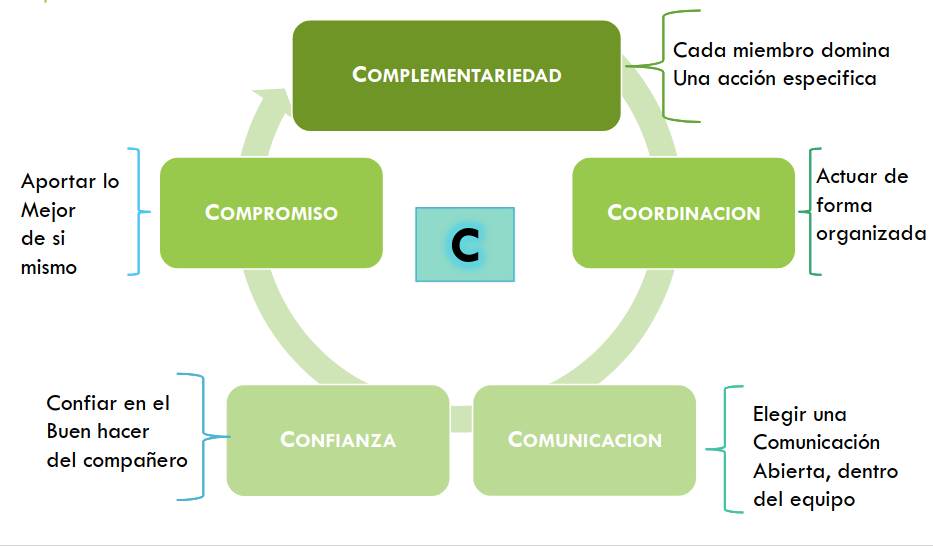 COMPLEMENTARIEDAD
Cada miembro domina
Una acción especifica
COORDINACION
Actuar de
forma
organizada
COMUNICACION
Elegir una
Comunicación
Abierta, dentro
del equipo
CONFIANZA
Confiar en el
Buen hacer
del compañero
COMPROMISO
Aportar lo
Mejor
de si
mismo
C